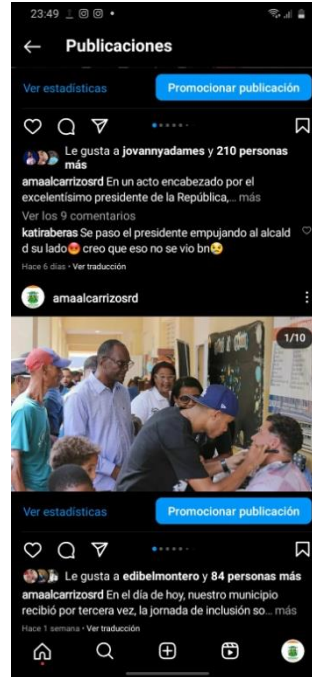 23:49
Publicaciones
Ver estadísticas
Promocionar publicación
Le gusta a jovannyadames y 210 personas
más
amaalcarrizosrd En un acto encabezado por el
excelentísimo presidente de la República,... más
Ver los 9 comentarios
katiraberas Se paso el presidente empujando al alcald
d su lado😡 creo que eso no se vio bn😢
Hace 6 días • Ver traducción
amaalcarrizosrd
1/10
Ver estadísticas
Promocionar publicación
Le gusta a edibelmontero y 84 personas más
amaalcarrizosrd En el día de hoy, nuestro municipio
recibió por tercera vez, la jornada de inclusión so... más
Hace 1 semana • Ver traducción